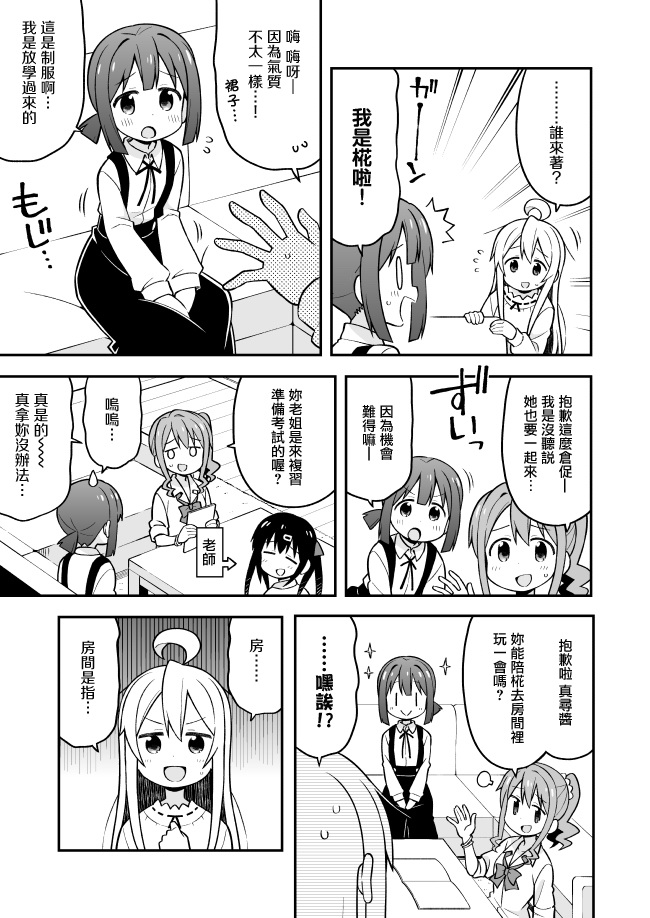 ………
誰來著？
ガーーン
我是椛啦！
嗨 嗨呀—
因為氣質
不太一樣…！
裙子…
這是制服啊…
我是放學過來的
もじ…
抱歉這麼倉促—
我是沒聽說
她也要一起來…
ずいっ
因為機會
難得嘛—
妳老姐是來複習
準備考試的喔？
老師
嗚嗚…
真是的～～
真拿妳沒辦法…
抱歉啦 真尋醬
妳能陪椛去房間裡
玩一會嗎？
……嘿誒!?
房……
房間是指…